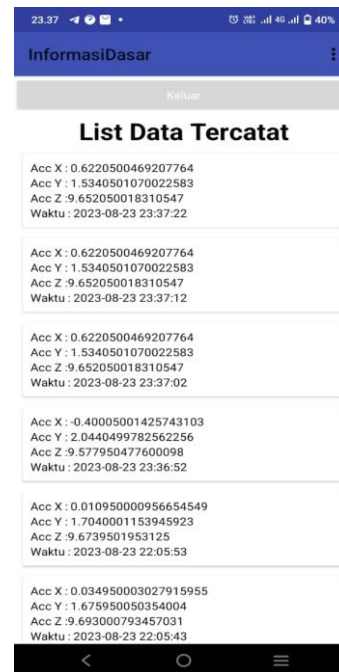 23.37
4G 40%
InformasiDasar
Keluar
List Data Tercatat
Acc X : 0.6220500469207764
Acc Y : 1.5340501070022583
Acc Z :9.652050018310547
Waktu : 2023-08-23 23:37:22
Acc X : 0.6220500469207764
Acc Y : 1.5340501070022583
Acc Z :9.652050018310547
Waktu : 2023-08-23 23:37:12
Acc X : 0.6220500469207764
Acc Y : 1.5340501070022583
Acc Z :9.652050018310547
Waktu : 2023-08-23 23:37:02
Acc X : -0.40005001425743103
Acc Y : 2.0440499782562256
Acc Z :9.577950477600098
Waktu : 2023-08-23 23:36:52
Acc X : 0.010950000956654549
Acc Y : 1.7040001153945923
Acc Z :9.6739501953125
Waktu : 2023-08-23 22:05:53
Acc X : 0.034950003027915955
Acc Y : 1.675950050354004
Acc Z :9.693000793457031
Waktu : 2023-08-23 22:05:43